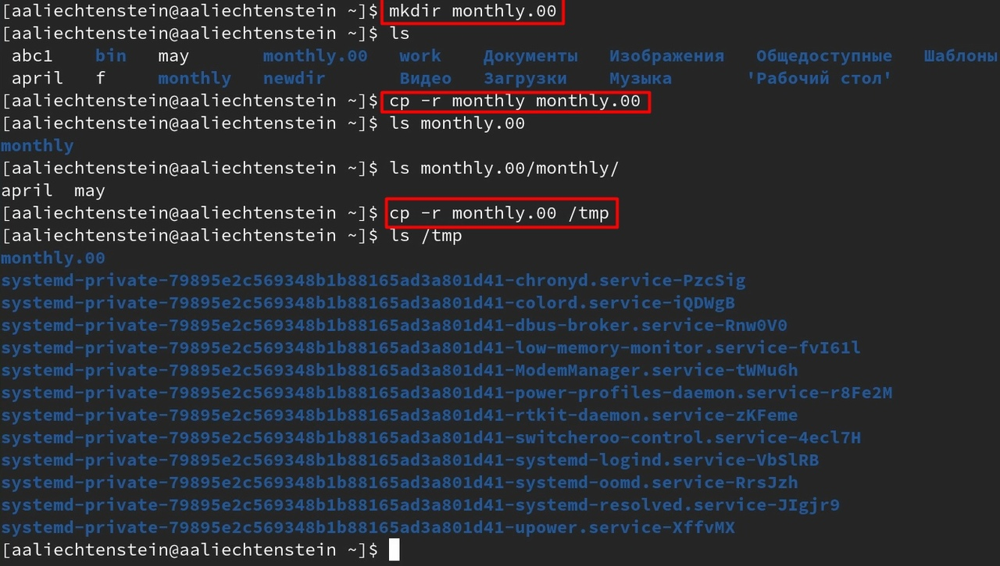 [aaliechtenstein@aaliechtenstein ~]$ mkdir monthly.00
[aaliechtenstein@aaliechtenstein ~]$ ls
abc1 bin may monthly.00 work Документы Изображения Общедоступные Шаблоны
april f monthly newdir Видео Загрузки Музыка 'Рабочий стол'
[aaliechtenstein@aaliechtenstein ~]$ cp -r monthly monthly.00
[aaliechtenstein@aaliechtenstein ~]$ ls monthly.00
monthly
[aaliechtenstein@aaliechtenstein ~]$ ls monthly.00/monthly/
april may
[aaliechtenstein@aaliechtenstein ~]$ cp -r monthly.00 /tmp
[aaliechtenstein@aaliechtenstein ~]$ ls /tmp
monthly.00
systemd-private-79895e2c569348b1b88165ad3a801d41-chronyd.service-PzcSig
systemd-private-79895e2c569348b1b88165ad3a801d41-colord.service-iQDWgB
systemd-private-79895e2c569348b1b88165ad3a801d41-dbus-broker.service-Rnw0V0
systemd-private-79895e2c569348b1b88165ad3a801d41-low-memory-monitor.service-fvI61l
systemd-private-79895e2c569348b1b88165ad3a801d41-ModemManager.service-tWMu6h
systemd-private-79895e2c569348b1b88165ad3a801d41-power-profiles-daemon.service-r8Fe2M
systemd-private-79895e2c569348b1b88165ad3a801d41-rtkit-daemon.service-zKFeme
systemd-private-79895e2c569348b1b88165ad3a801d41-switcheroo-control.service-4ecl7H
systemd-private-79895e2c569348b1b88165ad3a801d41-systemd-logind.service-VbSlRB
systemd-private-79895e2c569348b1b88165ad3a801d41-systemd-oomd.service-RrsJzh
systemd-private-79895e2c569348b1b88165ad3a801d41-systemd-resolved.service-JIgjr9
systemd-private-79895e2c569348b1b88165ad3a801d41-upower.service-XffvMX
[aaliechtenstein@aaliechtenstein ~]$